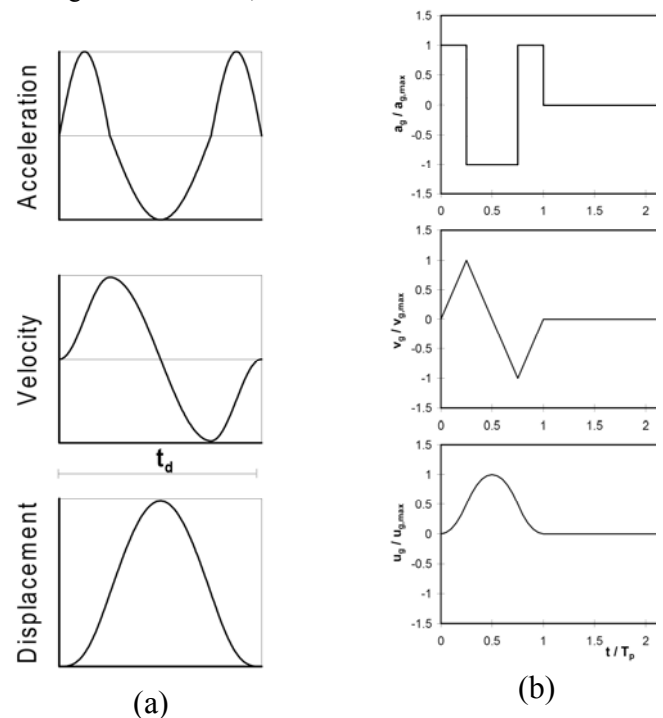 Acceleration
Velocity
t_d
Displacement
(a)
1.5
1
0.5
0
-0.5
-1
-1.5
a_g / a_g,max
0 0.5 1 1.5 2
1.5
1
0.5
0
-0.5
-1
-1.5
v_g / v_g,max
0 0.5 1 1.5 2
1.5
1
0.5
0
-0.5
-1
-1.5
u_g / u_g,max
0 0.5 1 1.5 2
t / T_p
(b)